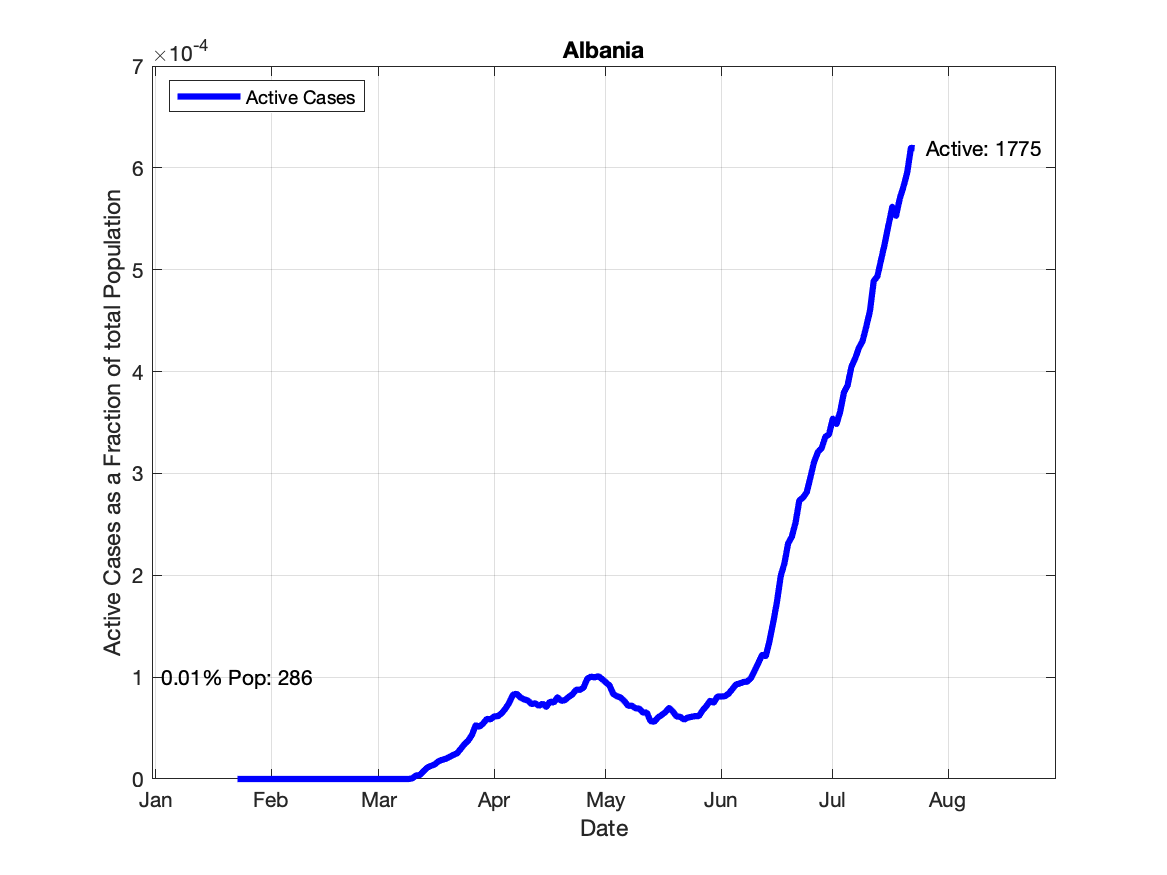 Albania
×10^-4
7
6
5
4
3
2
1
0
Active Cases as a Fraction of total Population
Active Cases
Active: 1775
0.01% Pop: 286
Jan Feb Mar Apr May Jun Jul Aug
Date